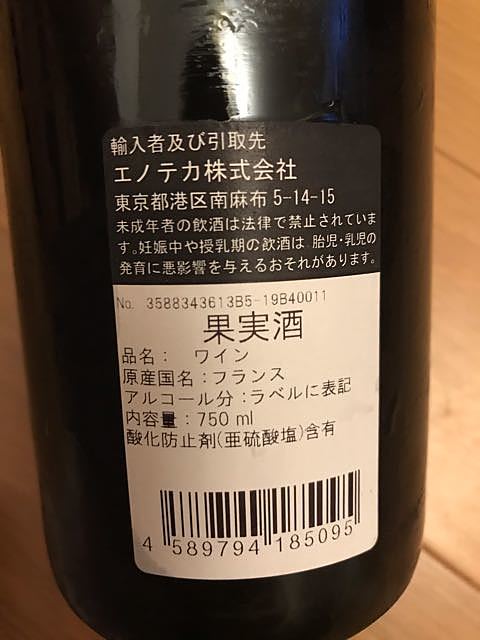 輸入者及び引取先
エノテカ株式会社
東京都港区南麻布 5-14-15
未成年者の飲酒は法律で禁止されていま
す。妊娠中や授乳期の飲酒は 胎児・乳児の
発育に悪影響を与えるおそれがあります。
No. 3588343613B5-19B40011
果実酒
品名： ワイン
原産国名：フランス
アルコール分：ラベルに表記
内容量：750 ml
酸化防止剤(亜硫酸塩)含有
4 589794 185095